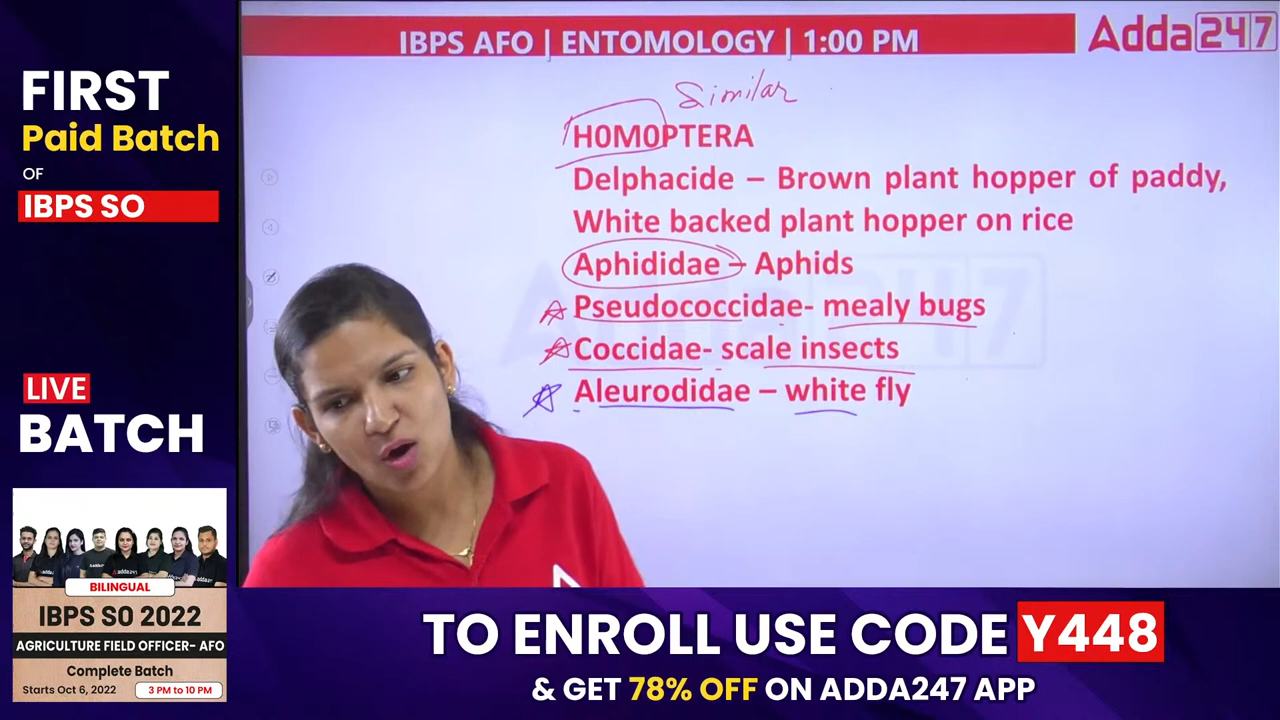 FIRST
Paid Batch
OF
IBPS SO
LIVE
BATCH
adda247
BILINGUAL
IBPS SO 2022
AGRICULTURE FIELD OFFICER- AFO
Complete Batch
Starts Oct 6, 2022 3 PM to 10 PM
IBPS AFO | ENTOMOLOGY | 1:00 PM
Adda247
Similar
H0M0PTERA
Delphacide – Brown plant hopper of paddy,
White backed plant hopper on rice
Aphididae – Aphids
Pseudococcidae- mealy bugs
Coccidae- scale insects
Aleurodidae – white fly
Adda247
TO ENROLL USE CODE Y448
& GET 78% OFF ON ADDA247 APP